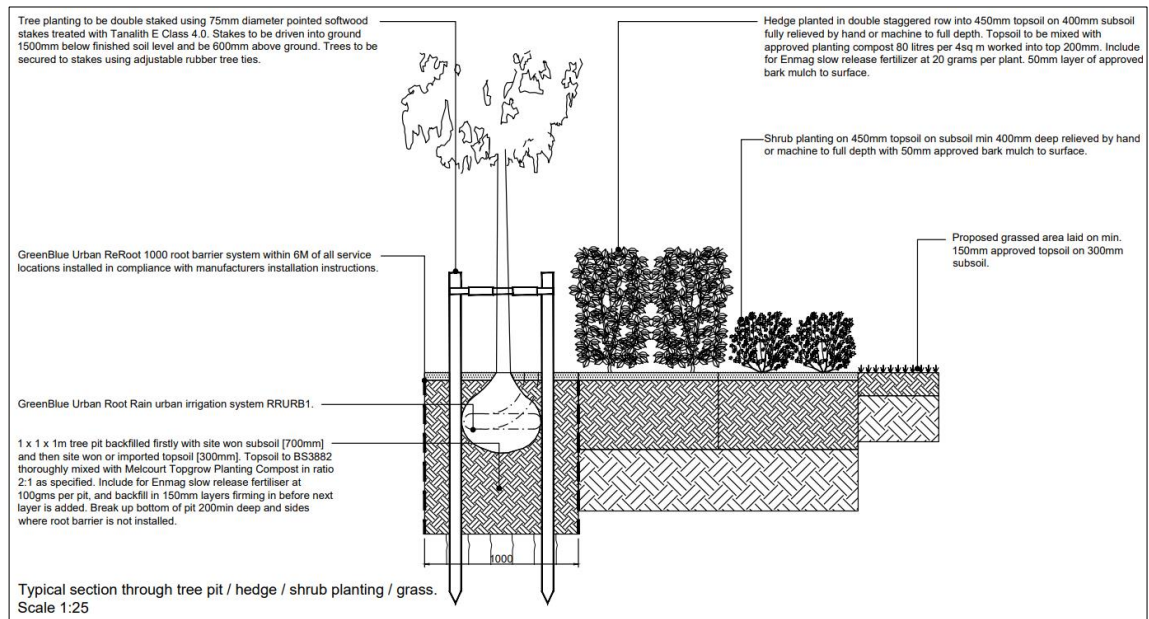 Tree planting to be double staked using 75mm diameter pointed softwood
stakes treated with Tanalith E Class 4.0. Stakes to be driven into ground
1500mm below finished soil level and be 600mm above ground. Trees to be
secured to stakes using adjustable rubber tree ties.
Hedge planted in double staggered row into 450mm topsoil on 400mm subsoil
fully relieved by hand or machine to full depth. Topsoil to be mixed with
approved planting compost 80 litres per 4sq m worked into top 200mm. Include
for Enmag slow release fertilizer at 20 grams per plant. 50mm layer of approved
bark mulch to surface.
Shrub planting on 450mm topsoil on subsoil min 400mm deep relieved by hand
or machine to full depth with 50mm approved bark mulch to surface.
GreenBlue Urban ReRoot 1000 root barrier system within 6M of all service
locations installed in compliance with manufacturers installation instructions.
Proposed grassed area laid on min.
150mm approved topsoil on 300mm
subsoil.
GreenBlue Urban Root Rain urban irrigation system RRURB1.
1 x 1 x 1m tree pit backfilled firstly with site won subsoil [700mm]
and then site won or imported topsoil [300mm]. Topsoil to BS3882
thoroughly mixed with Melcourt Topgrow Planting Compost in ratio
2:1 as specified. Include for Enmag slow release fertiliser at
100gms per pit, and backfill in 150mm layers firming in before next
layer is added. Break up bottom of pit 200min deep and sides
where root barrier is not installed.
1000
Typical section through tree pit / hedge / shrub planting / grass.
Scale 1:25